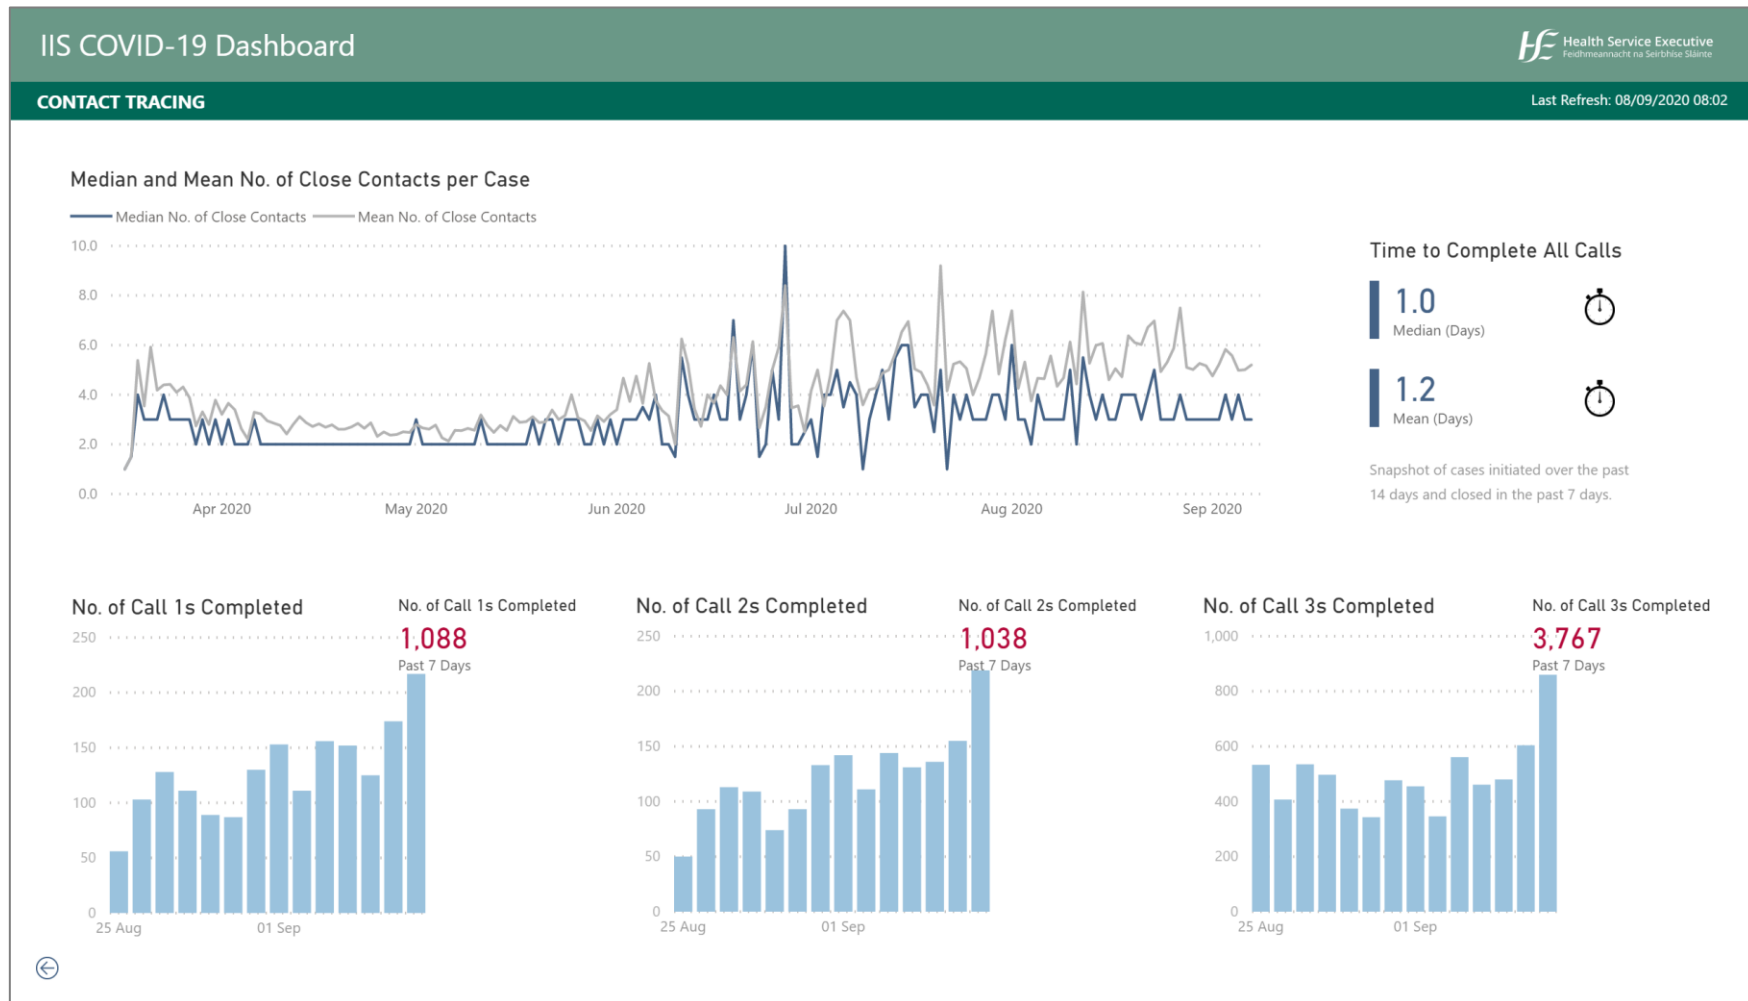 IIS COVID-19 Dashboard
Health Service Executive
Feidhmeannacht na Seirbhíse Sláinte
CONTACT TRACING
Last Refresh: 08/09/2020 08:02
Median and Mean No. of Close Contacts per Case
Median No. of Close Contacts
Mean No. of Close Contacts
10.0
8.0
6.0
4.0
2.0
0.0
Apr 2020
May 2020
Jun 2020
Jul 2020
Aug 2020
Sep 2020
Time to Complete All Calls
1.0
Median (Days)
1.2
Mean (Days)
Snapshot of cases initiated over the past
14 days and closed in the past 7 days.
No. of Call 1s Completed
No. of Call 1s Completed
1,088
Past 7 Days
250
200
150
100
50
0
25 Aug
01 Sep
No. of Call 2s Completed
No. of Call 2s Completed
1,038
Past 7 Days
250
200
150
100
50
0
25 Aug
01 Sep
No. of Call 3s Completed
No. of Call 3s Completed
3,767
Past 7 Days
1,000
800
600
400
200
0
25 Aug
01 Sep